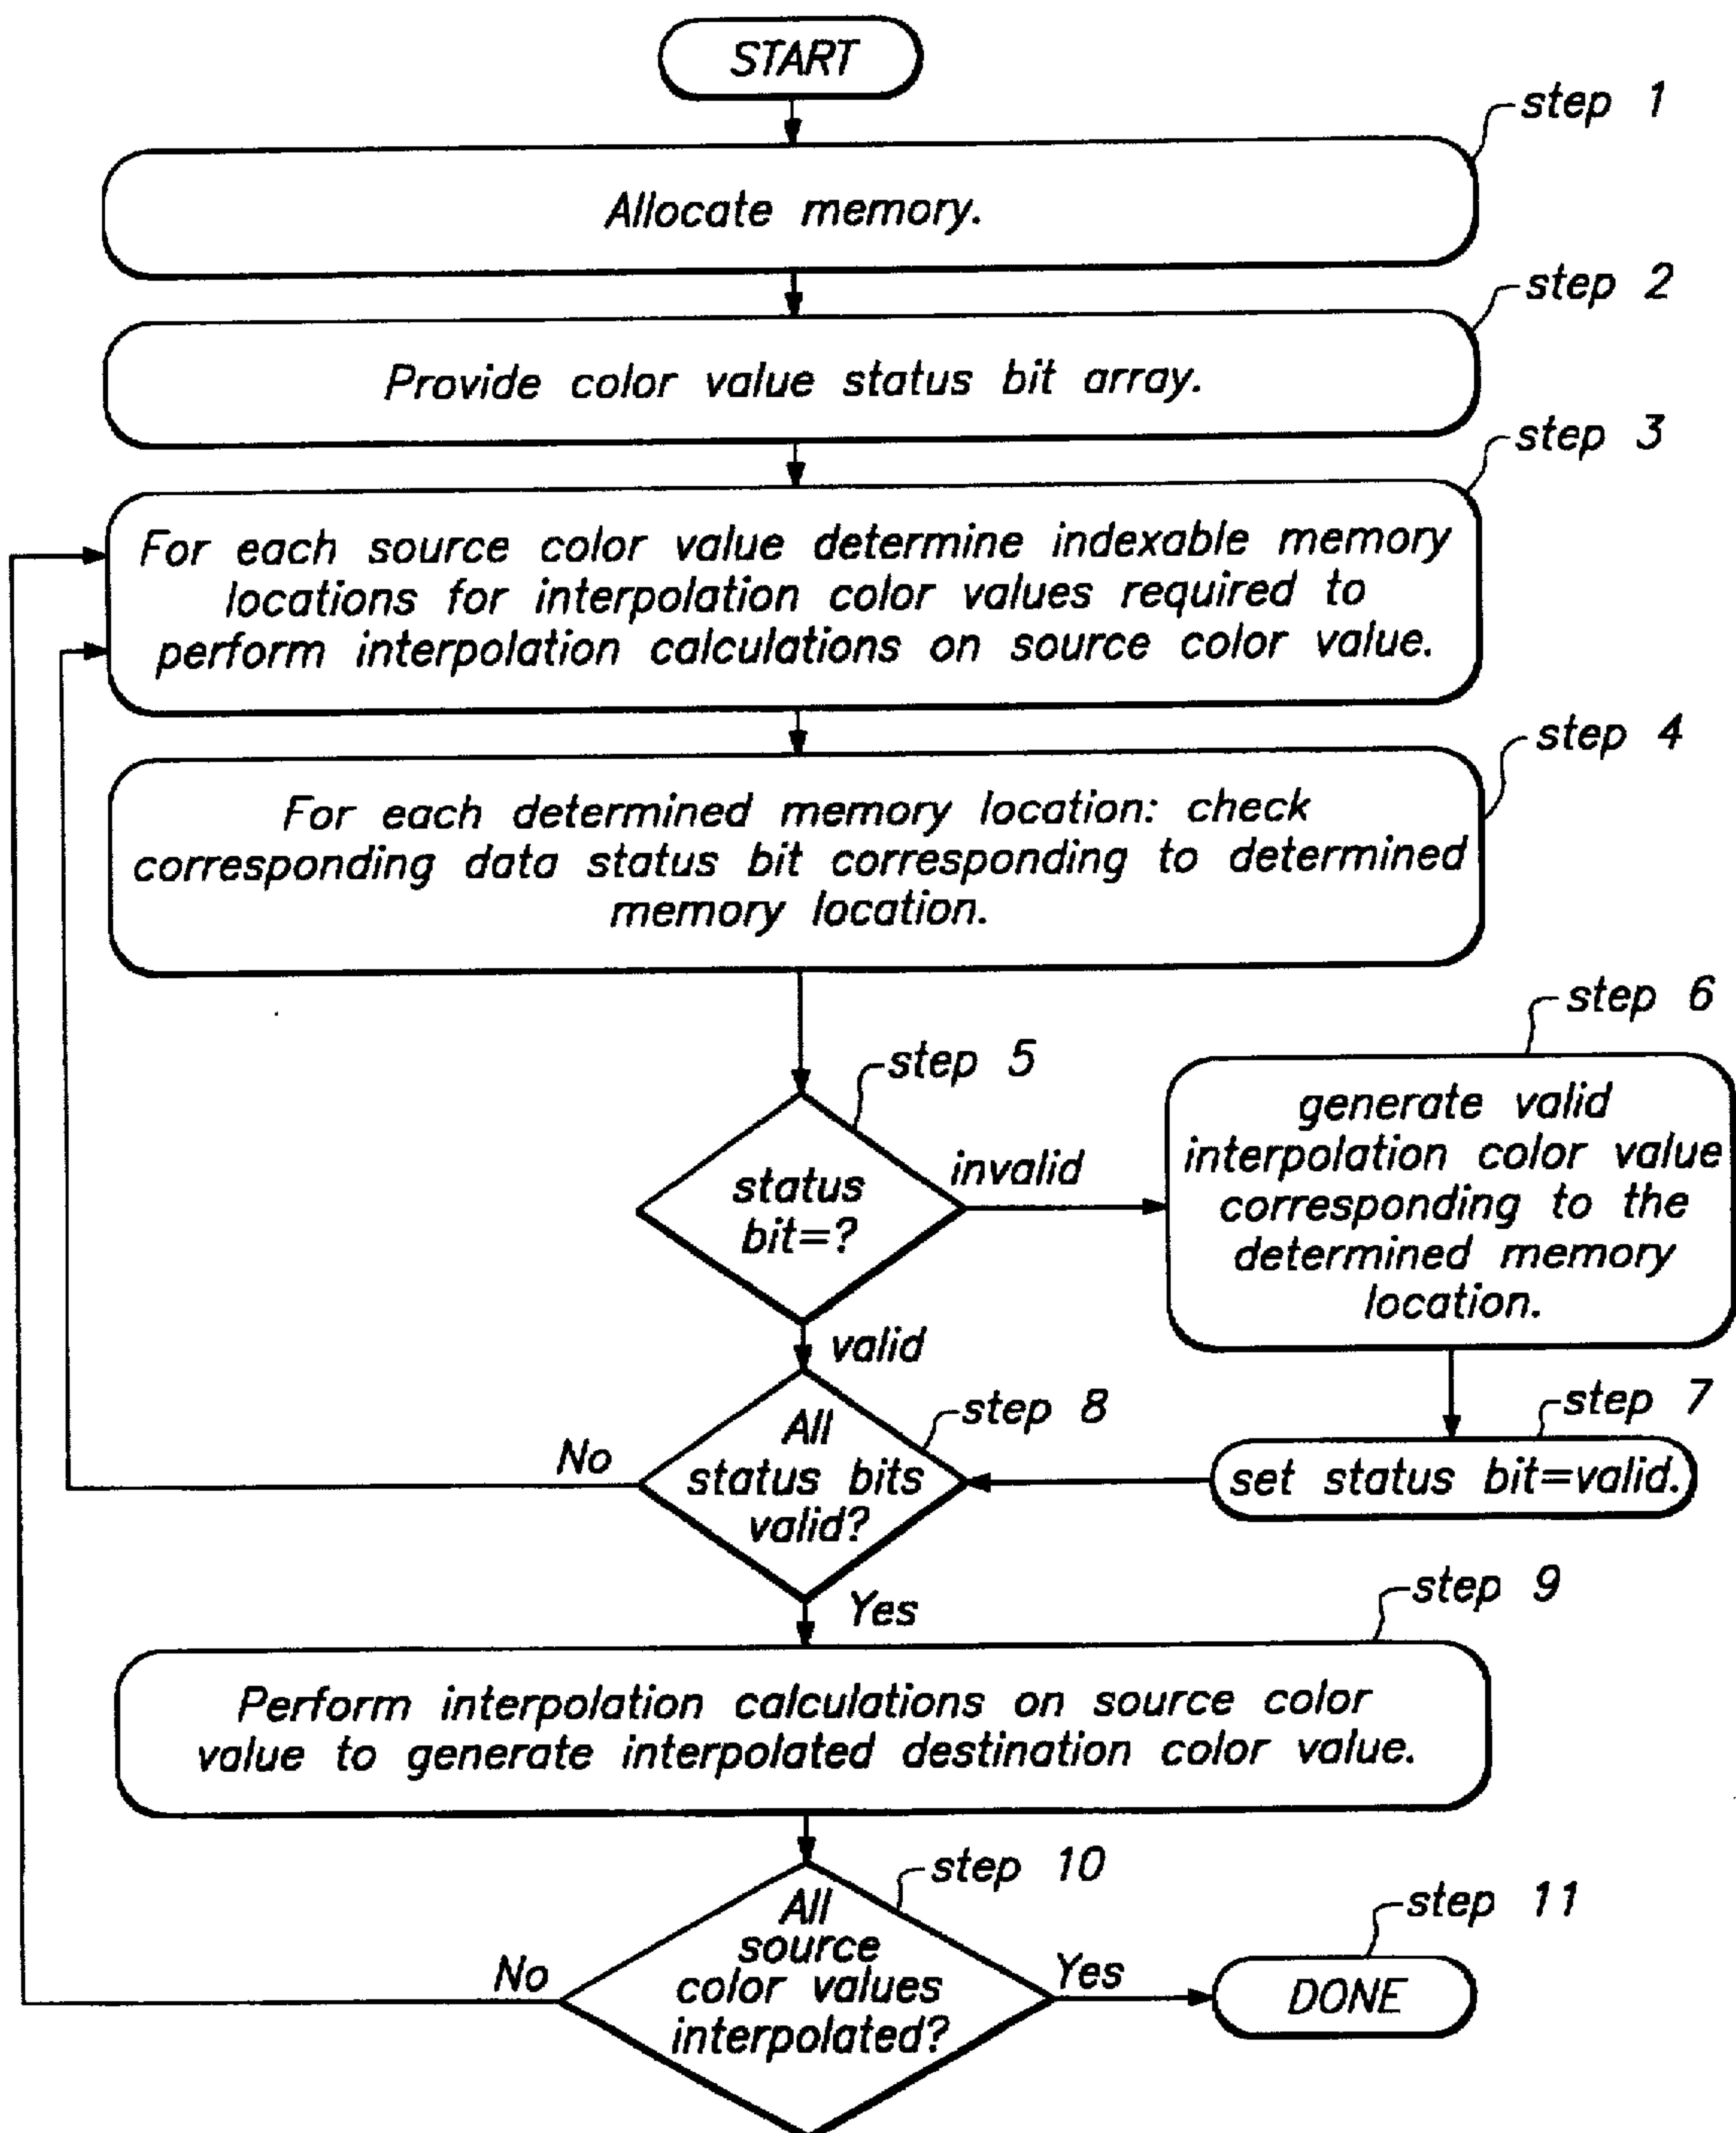 START
step 1
Allocate memory.
step 2
Provide color value status bit array.
step 3
For each source color value determine indexable memory
locations for interpolation color values required to
perform interpolation calculations on source color value.
step 4
For each determined memory location: check
corresponding data status bit corresponding to determined
memory location.
step 5
status
bit=?
invalid
step 6
generate valid
interpolation color value
corresponding to the
determined memory
location.
valid
step 7
set status bit=valid.
step 8
All
status bits
valid?
No
Yes
step 9
Perform interpolation calculations on source color
value to generate interpolated destination color value.
step 10
All
source
color values
interpolated?
No
Yes
step 11
DONE